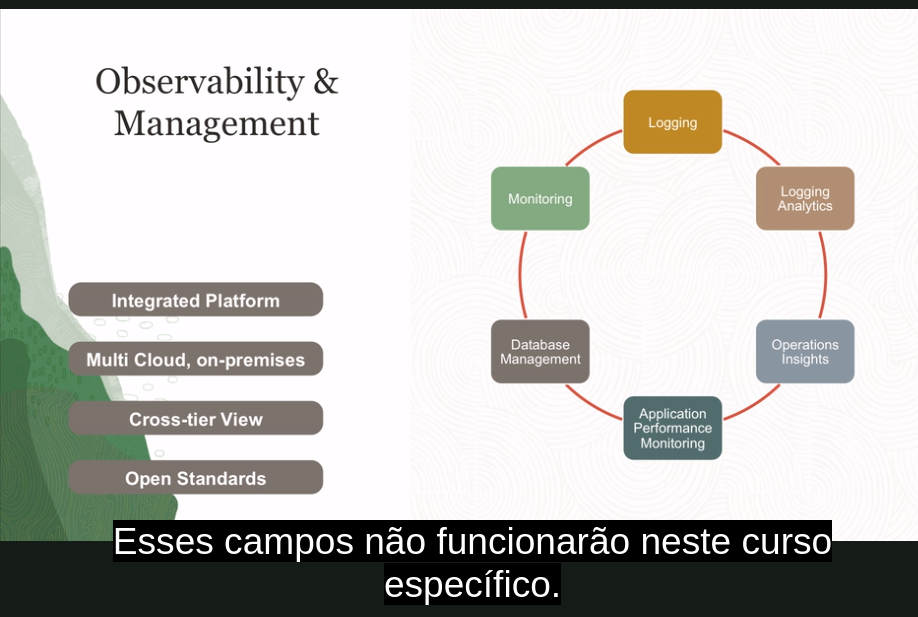 Observability &
Management
Integrated Platform
Multi Cloud, on-premises
Cross-tier View
Open Standards
Logging
Monitoring
Logging
Analytics
Database
Management
Operations
Insights
Application
Performance
Monitoring
Esses campos não funcionarão neste curso
específico.